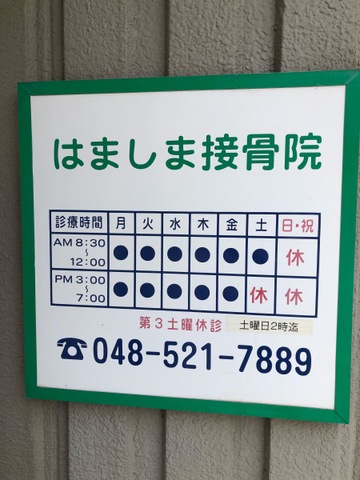 はましま接骨院
診療時間 月 火 水 木 金 土 日・祝
AM 8:30〜12:00 ● ● ● ● ● ● 休
PM 3:00〜7:00 ● ● ● ● ● 休 休
第3土曜休診 土曜日2時迄
☎048-521-7889